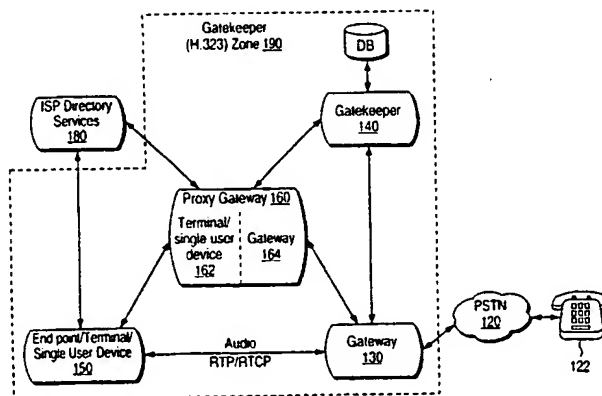 Gatekeeper
(H.323) Zone 190
DB
ISP Directory
Services
180
Gatekeeper
140
Proxy Gateway 160
Terminal/
single user
device
162
Gateway
164
PSTN
120
122
End point/Terminal/
Single User Device
150
Audio
RTP/RTCP
Gateway
130